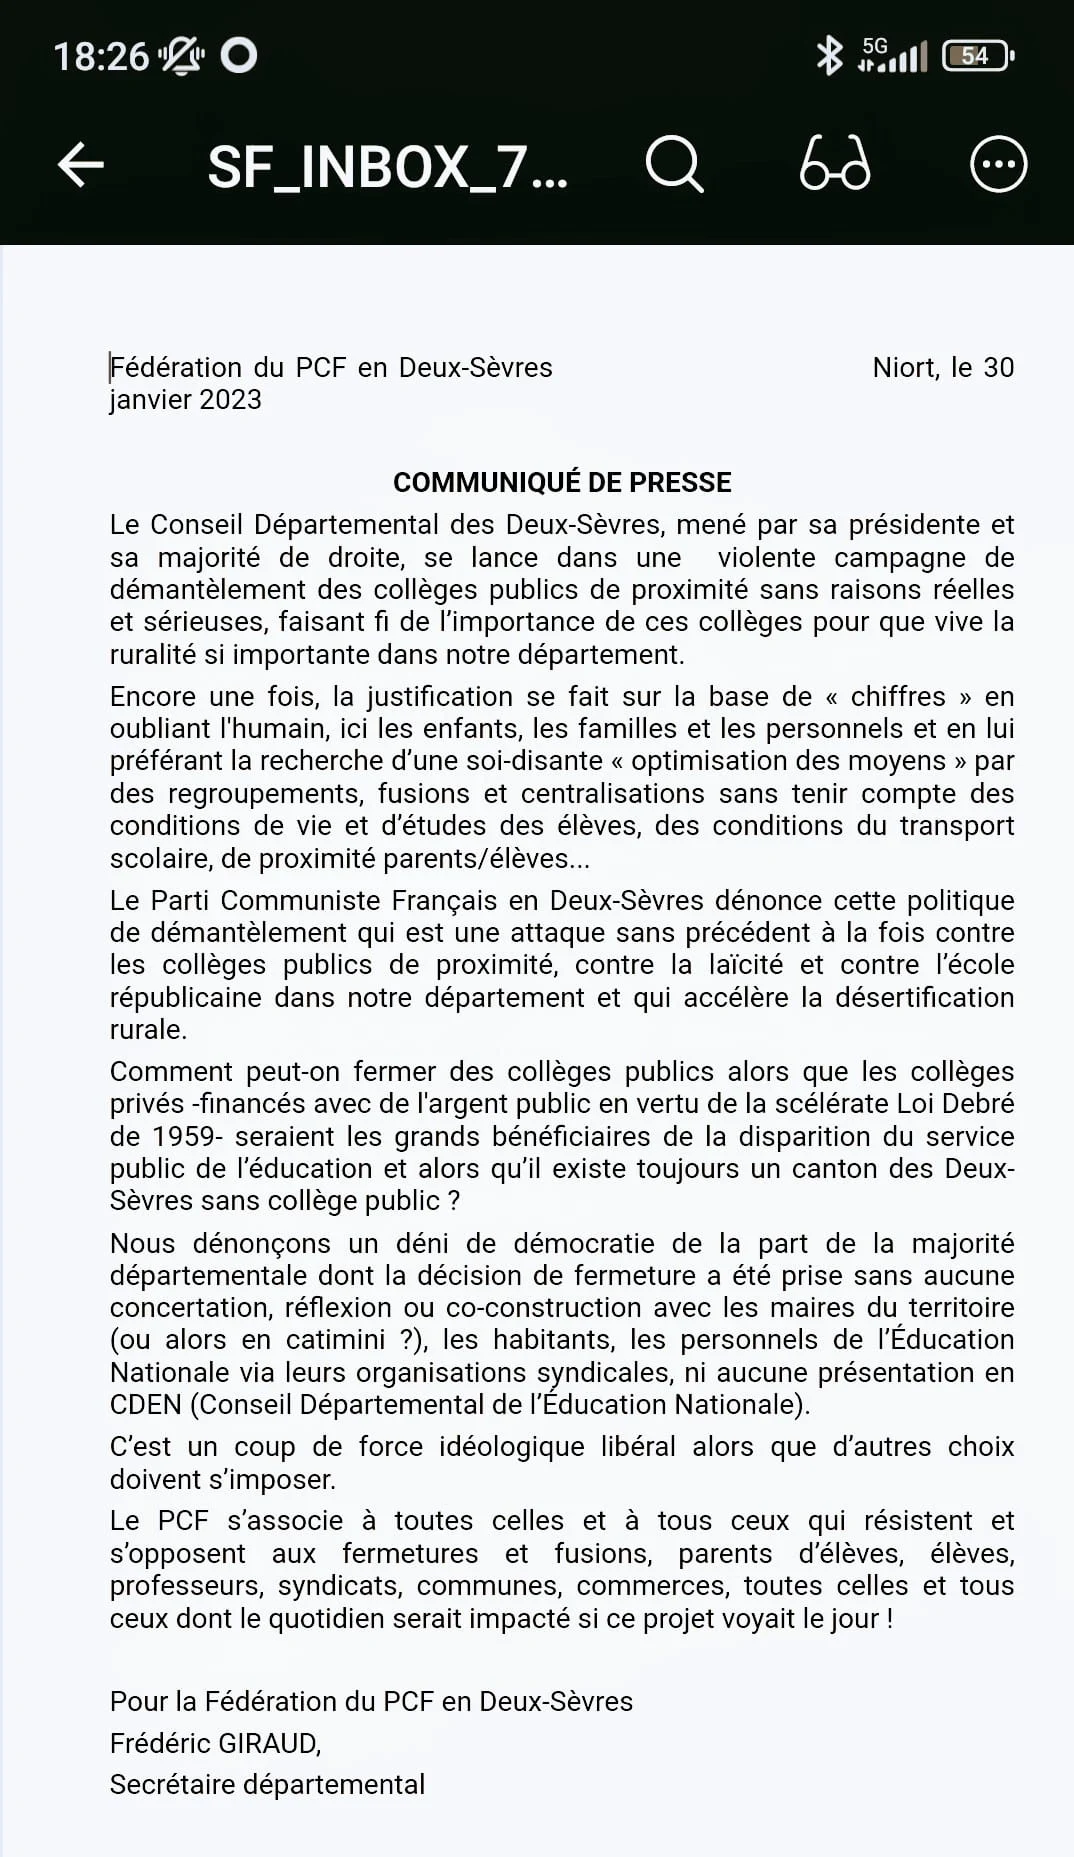 18:26
5G
54
SF_INBOX_7...
Fédération du PCF en Deux-Sèvres Niort, le 30
janvier 2023
COMMUNIQUÉ DE PRESSE
Le Conseil Départemental des Deux-Sèvres, mené par sa présidente et
sa majorité de droite, se lance dans une violente campagne de
démantèlement des collèges publics de proximité sans raisons réelles
et sérieuses, faisant fi de l’importance de ces collèges pour que vive la
ruralité si importante dans notre département.
Encore une fois, la justification se fait sur la base de « chiffres » en
oubliant l'humain, ici les enfants, les familles et les personnels et en lui
préférant la recherche d’une soi-disante « optimisation des moyens » par
des regroupements, fusions et centralisations sans tenir compte des
conditions de vie et d’études des élèves, des conditions du transport
scolaire, de proximité parents/élèves...
Le Parti Communiste Français en Deux-Sèvres dénonce cette politique
de démantèlement qui est une attaque sans précédent à la fois contre
les collèges publics de proximité, contre la laïcité et contre l’école
républicaine dans notre département et qui accélère la désertification
rurale.
Comment peut-on fermer des collèges publics alors que les collèges
privés -financés avec de l'argent public en vertu de la scélérate Loi Debré
de 1959- seraient les grands bénéficiaires de la disparition du service
public de l’éducation et alors qu’il existe toujours un canton des Deux-
Sèvres sans collège public ?
Nous dénonçons un déni de démocratie de la part de la majorité
départementale dont la décision de fermeture a été prise sans aucune
concertation, réflexion ou co-construction avec les maires du territoire
(ou alors en catimini ?), les habitants, les personnels de l’Éducation
Nationale via leurs organisations syndicales, ni aucune présentation en
CDEN (Conseil Départemental de l’Éducation Nationale).
C’est un coup de force idéologique libéral alors que d’autres choix
doivent s’imposer.
Le PCF s’associe à toutes celles et à tous ceux qui résistent et
s’opposent aux fermetures et fusions, parents d’élèves, élèves,
professeurs, syndicats, communes, commerces, toutes celles et tous
ceux dont le quotidien serait impacté si ce projet voyait le jour !
Pour la Fédération du PCF en Deux-Sèvres
Frédéric GIRAUD,
Secrétaire départemental